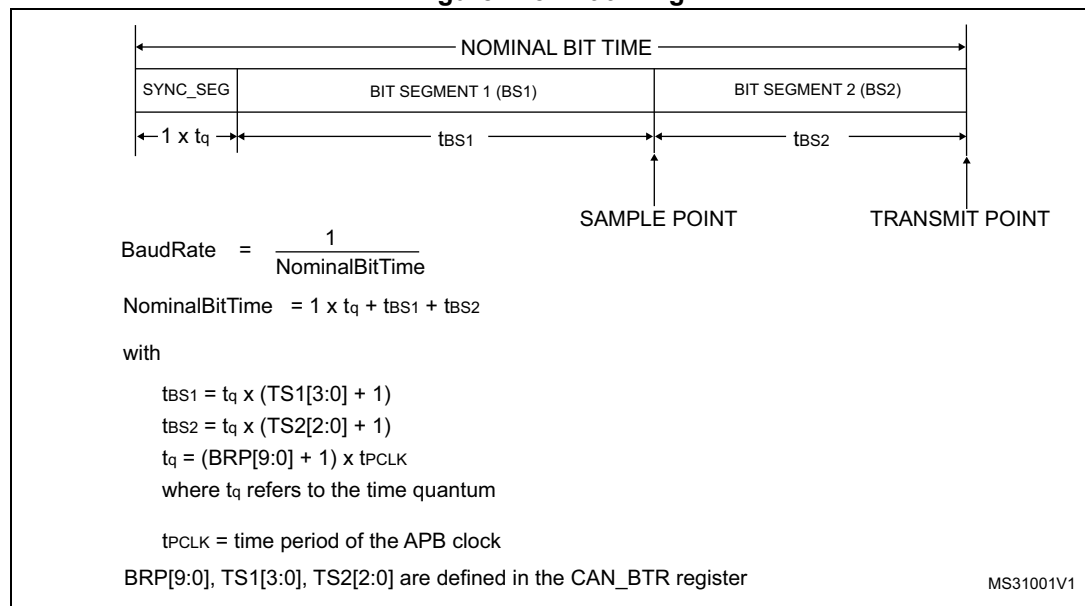 NOMINAL BIT TIME
SYNC_SEG BIT SEGMENT 1 (BS1) BIT SEGMENT 2 (BS2)
1 x tq tBS1 tBS2
SAMPLE POINT TRANSMIT POINT
BaudRate = 1
NominalBitTime
NominalBitTime = 1 x tq + tBS1 + tBS2
with
tBS1 = tq x (TS1[3:0] + 1)
tBS2 = tq x (TS2[2:0] + 1)
tq = (BRP[9:0] + 1) x tPCLK
where tq refers to the time quantum
tPCLK = time period of the APB clock
BRP[9:0], TS1[3:0], TS2[2:0] are defined in the CAN_BTR register
MS31001V1